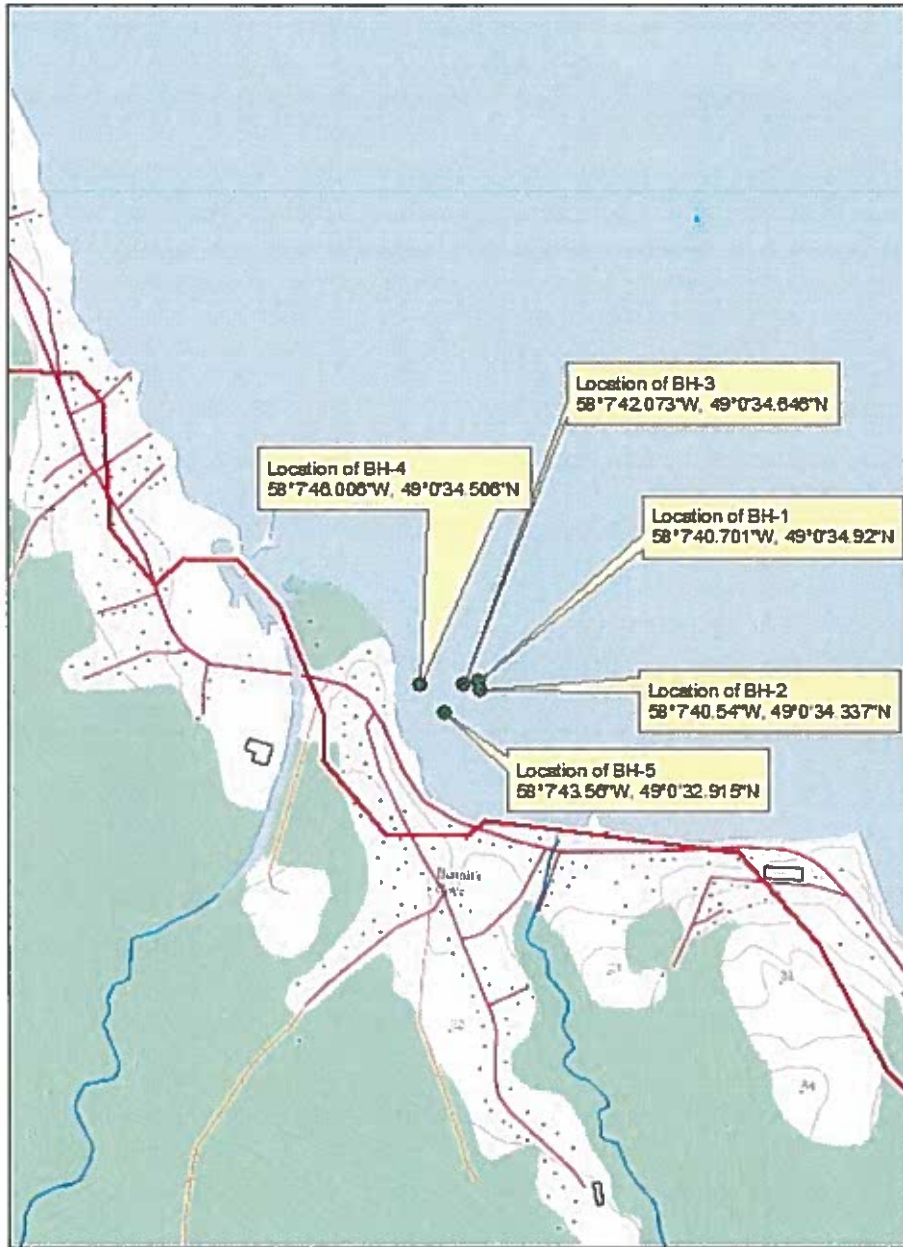 Location of BH-3
58°7'42.073"W, 49°0'34.646"N
Location of BH-4
58°7'46.006"W, 49°0'34.506"N
Location of BH-1
58°7'40.701"W, 49°0'34.92"N
Location of BH-2
58°7'40.54"W, 49°0'34.337"N
Location of BH-5
58°7'43.56"W, 49°0'32.915"N
Cove